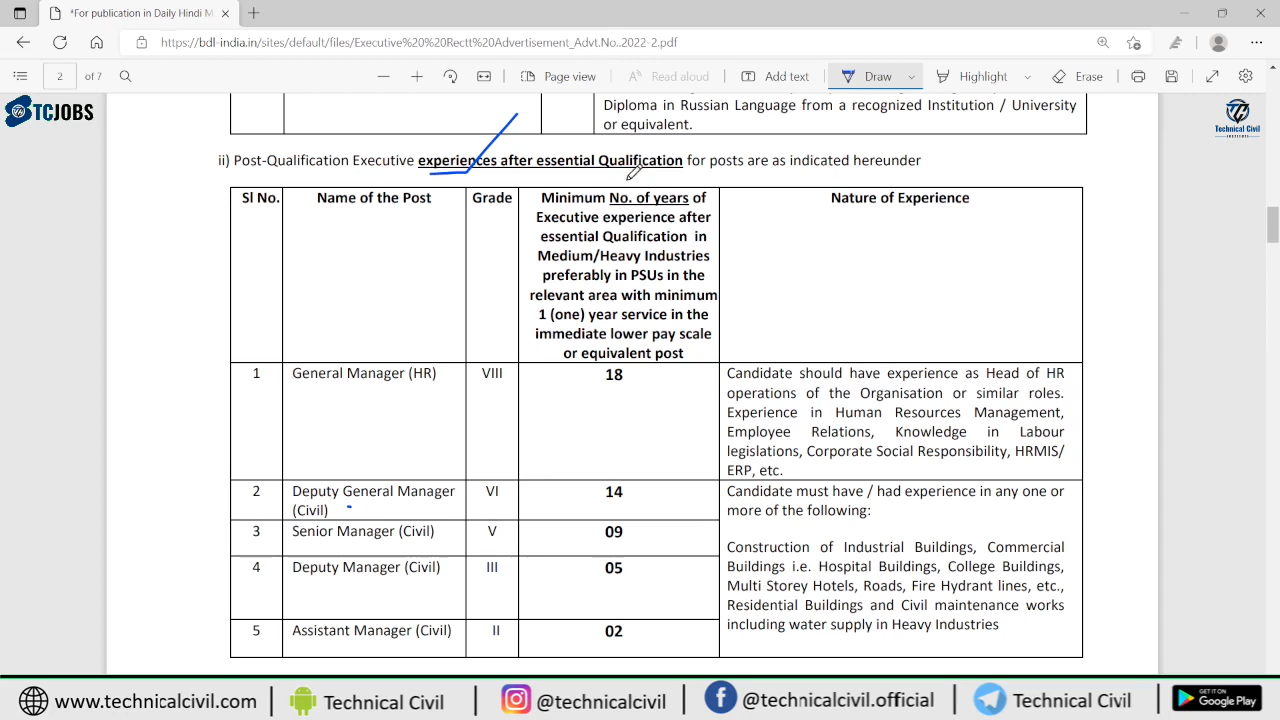 *For publication in Daily Hindi M
https://bdl-india.in/sites/default/files/Executive%20%20Rectt%20Advertisement_Advt.No..2022-2.pdf
2 of 7
Page view
Read aloud
Add text
Draw
Highlight
Erase
TCJOBS
Technical Civil
Diploma in Russian Language from a recognized Institution / University
or equivalent.
ii) Post-Qualification Executive experiences after essential Qualification for posts are as indicated hereunder
Sl No.
Name of the Post
Grade
Minimum No. of years of
Executive experience after
essential Qualification in
Medium/Heavy Industries
preferably in PSUs in the
relevant area with minimum
1 (one) year service in the
immediate lower pay scale
or equivalent post
Nature of Experience
1
General Manager (HR)
VIII
18
Candidate should have experience as Head of HR
operations of the Organisation or similar roles.
Experience in Human Resources Management,
Employee Relations, Knowledge in Labour
legislations, Corporate Social Responsibility, HRMIS/
ERP, etc.
2
Deputy General Manager
(Civil)
VI
14
Candidate must have / had experience in any one or
more of the following:
Construction of Industrial Buildings, Commercial
Buildings i.e. Hospital Buildings, College Buildings,
Multi Storey Hotels, Roads, Fire Hydrant lines, etc.,
Residential Buildings and Civil maintenance works
including water supply in Heavy Industries
3
Senior Manager (Civil)
V
09
4
Deputy Manager (Civil)
III
05
5
Assistant Manager (Civil)
II
02
www.technicalcivil.com
Technical Civil
@technicalcivil
@technicalcivil.official
Technical Civil
GET IT ON
Google Play